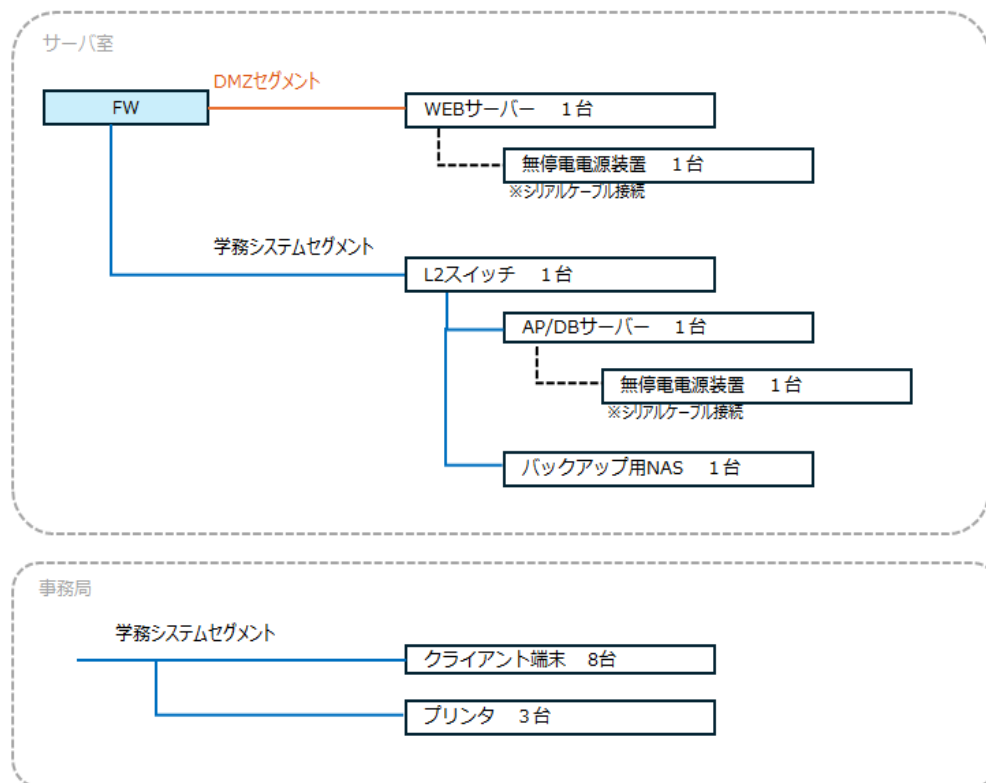 サーバ室
DMZセグメント
FW
WEBサーバー 1台
無停電電源装置 1台
※シリアルケーブル接続
学務システムセグメント
L2スイッチ 1台
AP/DBサーバー 1台
無停電電源装置 1台
※シリアルケーブル接続
バックアップ用NAS 1台
事務局
学務システムセグメント
クライアント端末 8台
プリンタ 3台